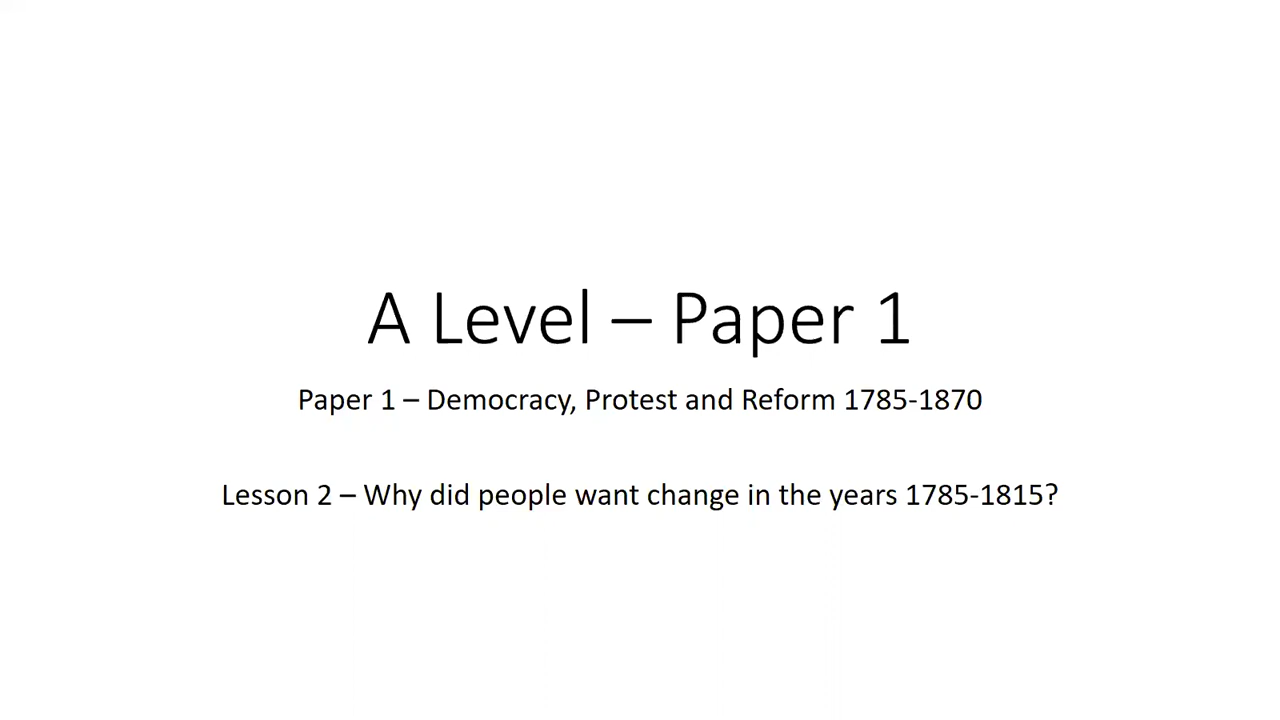 A Level – Paper 1
Paper 1 – Democracy, Protest and Reform 1785-1870
Lesson 2 – Why did people want change in the years 1785-1815?